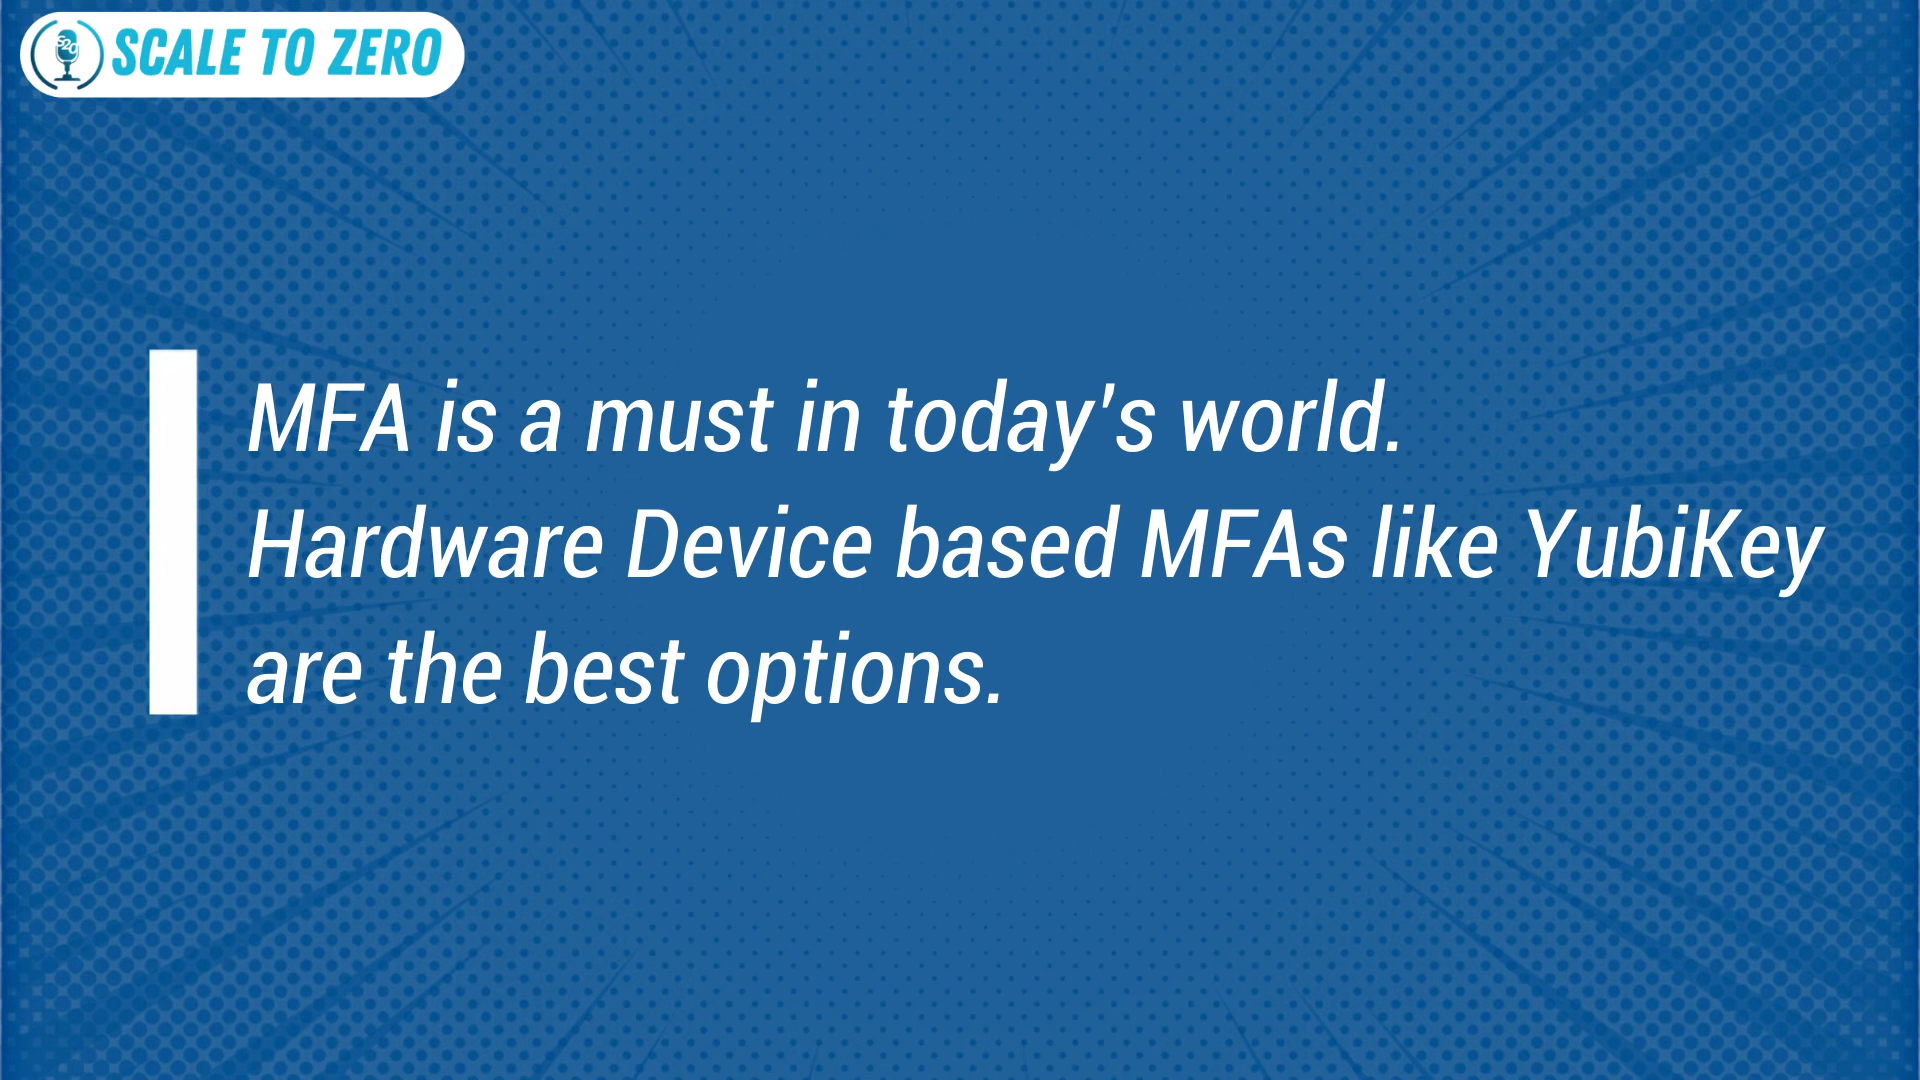 S2O
SCALE TO ZERO
MFA is a must in today's world.
Hardware Device based MFAs like YubiKey
are the best options.